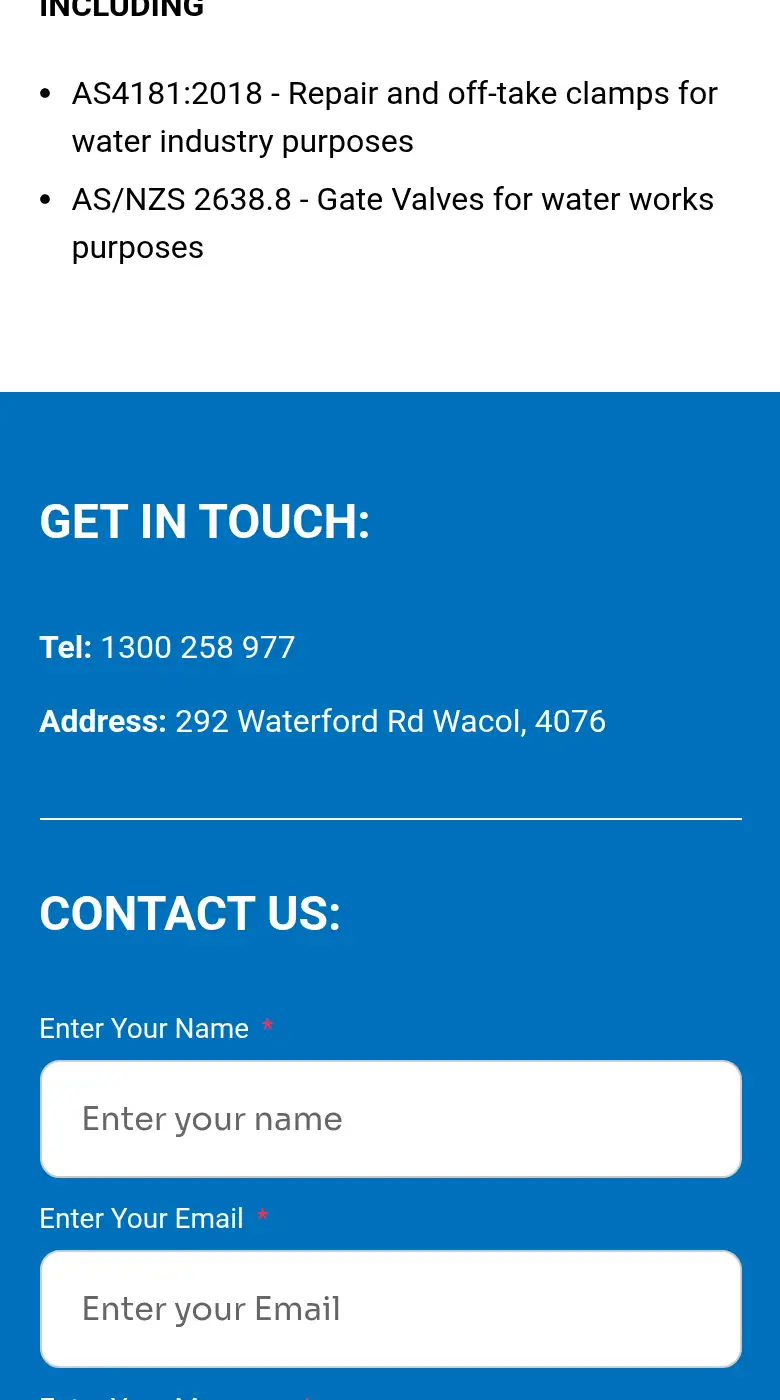 INCLUDING
• AS4181:2018 - Repair and off-take clamps for
water industry purposes
• AS/NZS 2638.8 - Gate Valves for water works
purposes
GET IN TOUCH:
Tel: 1300 258 977
Address: 292 Waterford Rd Wacol, 4076
CONTACT US:
Enter Your Name *
Enter your name
Enter Your Email *
Enter your Email